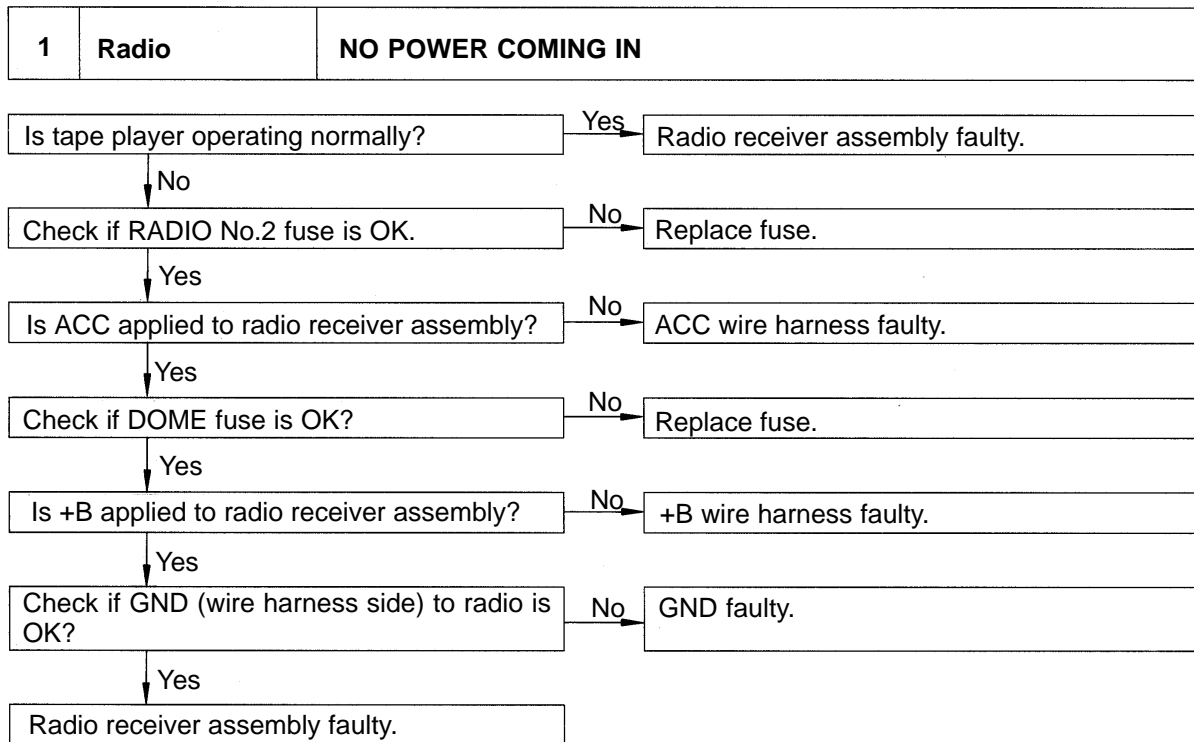 1 Radio NO POWER COMING IN
Is tape player operating normally? Yes Radio receiver assembly faulty.
No
Check if RADIO No.2 fuse is OK. No Replace fuse.
Yes
Is ACC applied to radio receiver assembly? No ACC wire harness faulty.
Yes
Check if DOME fuse is OK? No Replace fuse.
Yes
Is +B applied to radio receiver assembly? No +B wire harness faulty.
Yes
Check if GND (wire harness side) to radio is
OK? No GND faulty.
Yes
Radio receiver assembly faulty.